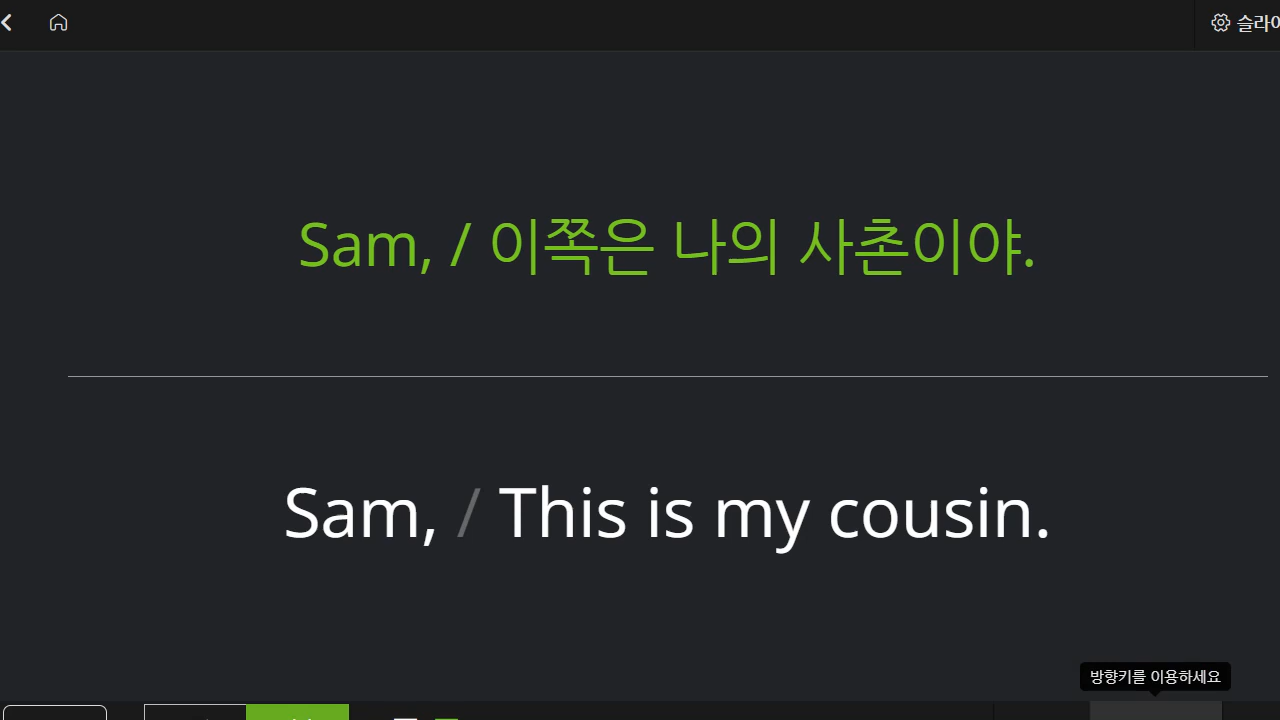 슬라이
Sam, / 이쪽은 나의 사촌이야.
Sam, / This is my cousin.
방향키를 이용하세요